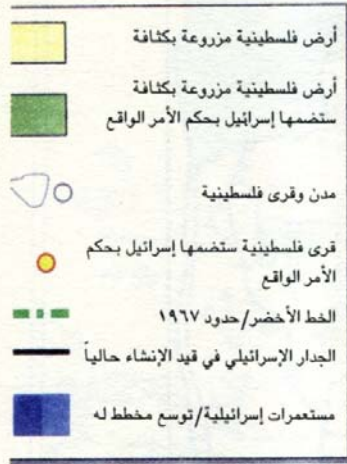 أرض فلسطينية مزروعة بكثافة
أرض فلسطينية مزروعة بكثافة
ستضمها إسرائيل بحكم الأمر الواقع
مدن وقرى فلسطينية
قرى فلسطينية ستضمها إسرائيل بحكم
الأمر الواقع
الخط الأخضر/حدود ١٩٦٧
الجدار الإسرائيلي في قيد الإنشاء حالياً
مستعمرات إسرائيلية/توسع مخطط له